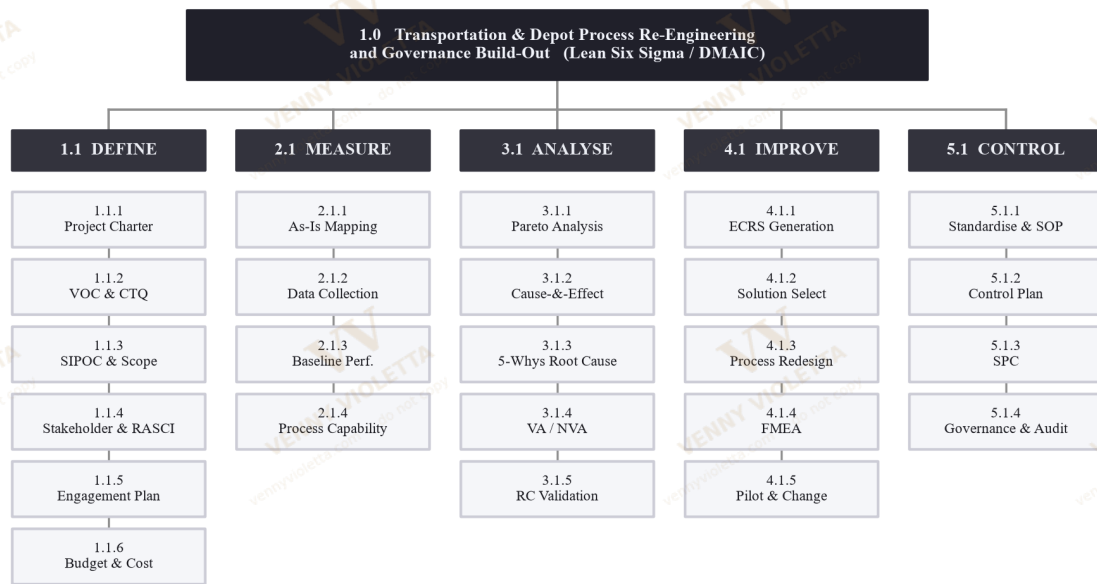 1.0 Transportation & Depot Process Re-Engineering
and Governance Build-Out (Lean Six Sigma / DMAIC)
1.1 DEFINE
1.1.1
Project Charter
1.1.2
VOC & CTQ
1.1.3
SIPOC & Scope
1.1.4
Stakeholder & RASCI
1.1.5
Engagement Plan
1.1.6
Budget & Cost
2.1 MEASURE
2.1.1
As-Is Mapping
2.1.2
Data Collection
2.1.3
Baseline Perf.
2.1.4
Process Capability
3.1 ANALYSE
3.1.1
Pareto Analysis
3.1.2
Cause-&-Effect
3.1.3
5-Whys Root Cause
3.1.4
VA / NVA
3.1.5
RC Validation
4.1 IMPROVE
4.1.1
ECRS Generation
4.1.2
Solution Select
4.1.3
Process Redesign
4.1.4
FMEA
4.1.5
Pilot & Change
5.1 CONTROL
5.1.1
Standardise & SOP
5.1.2
Control Plan
5.1.3
SPC
5.1.4
Governance & Audit
VV
VENNY VIOLETTA
vennyvioletta.com - do not copy